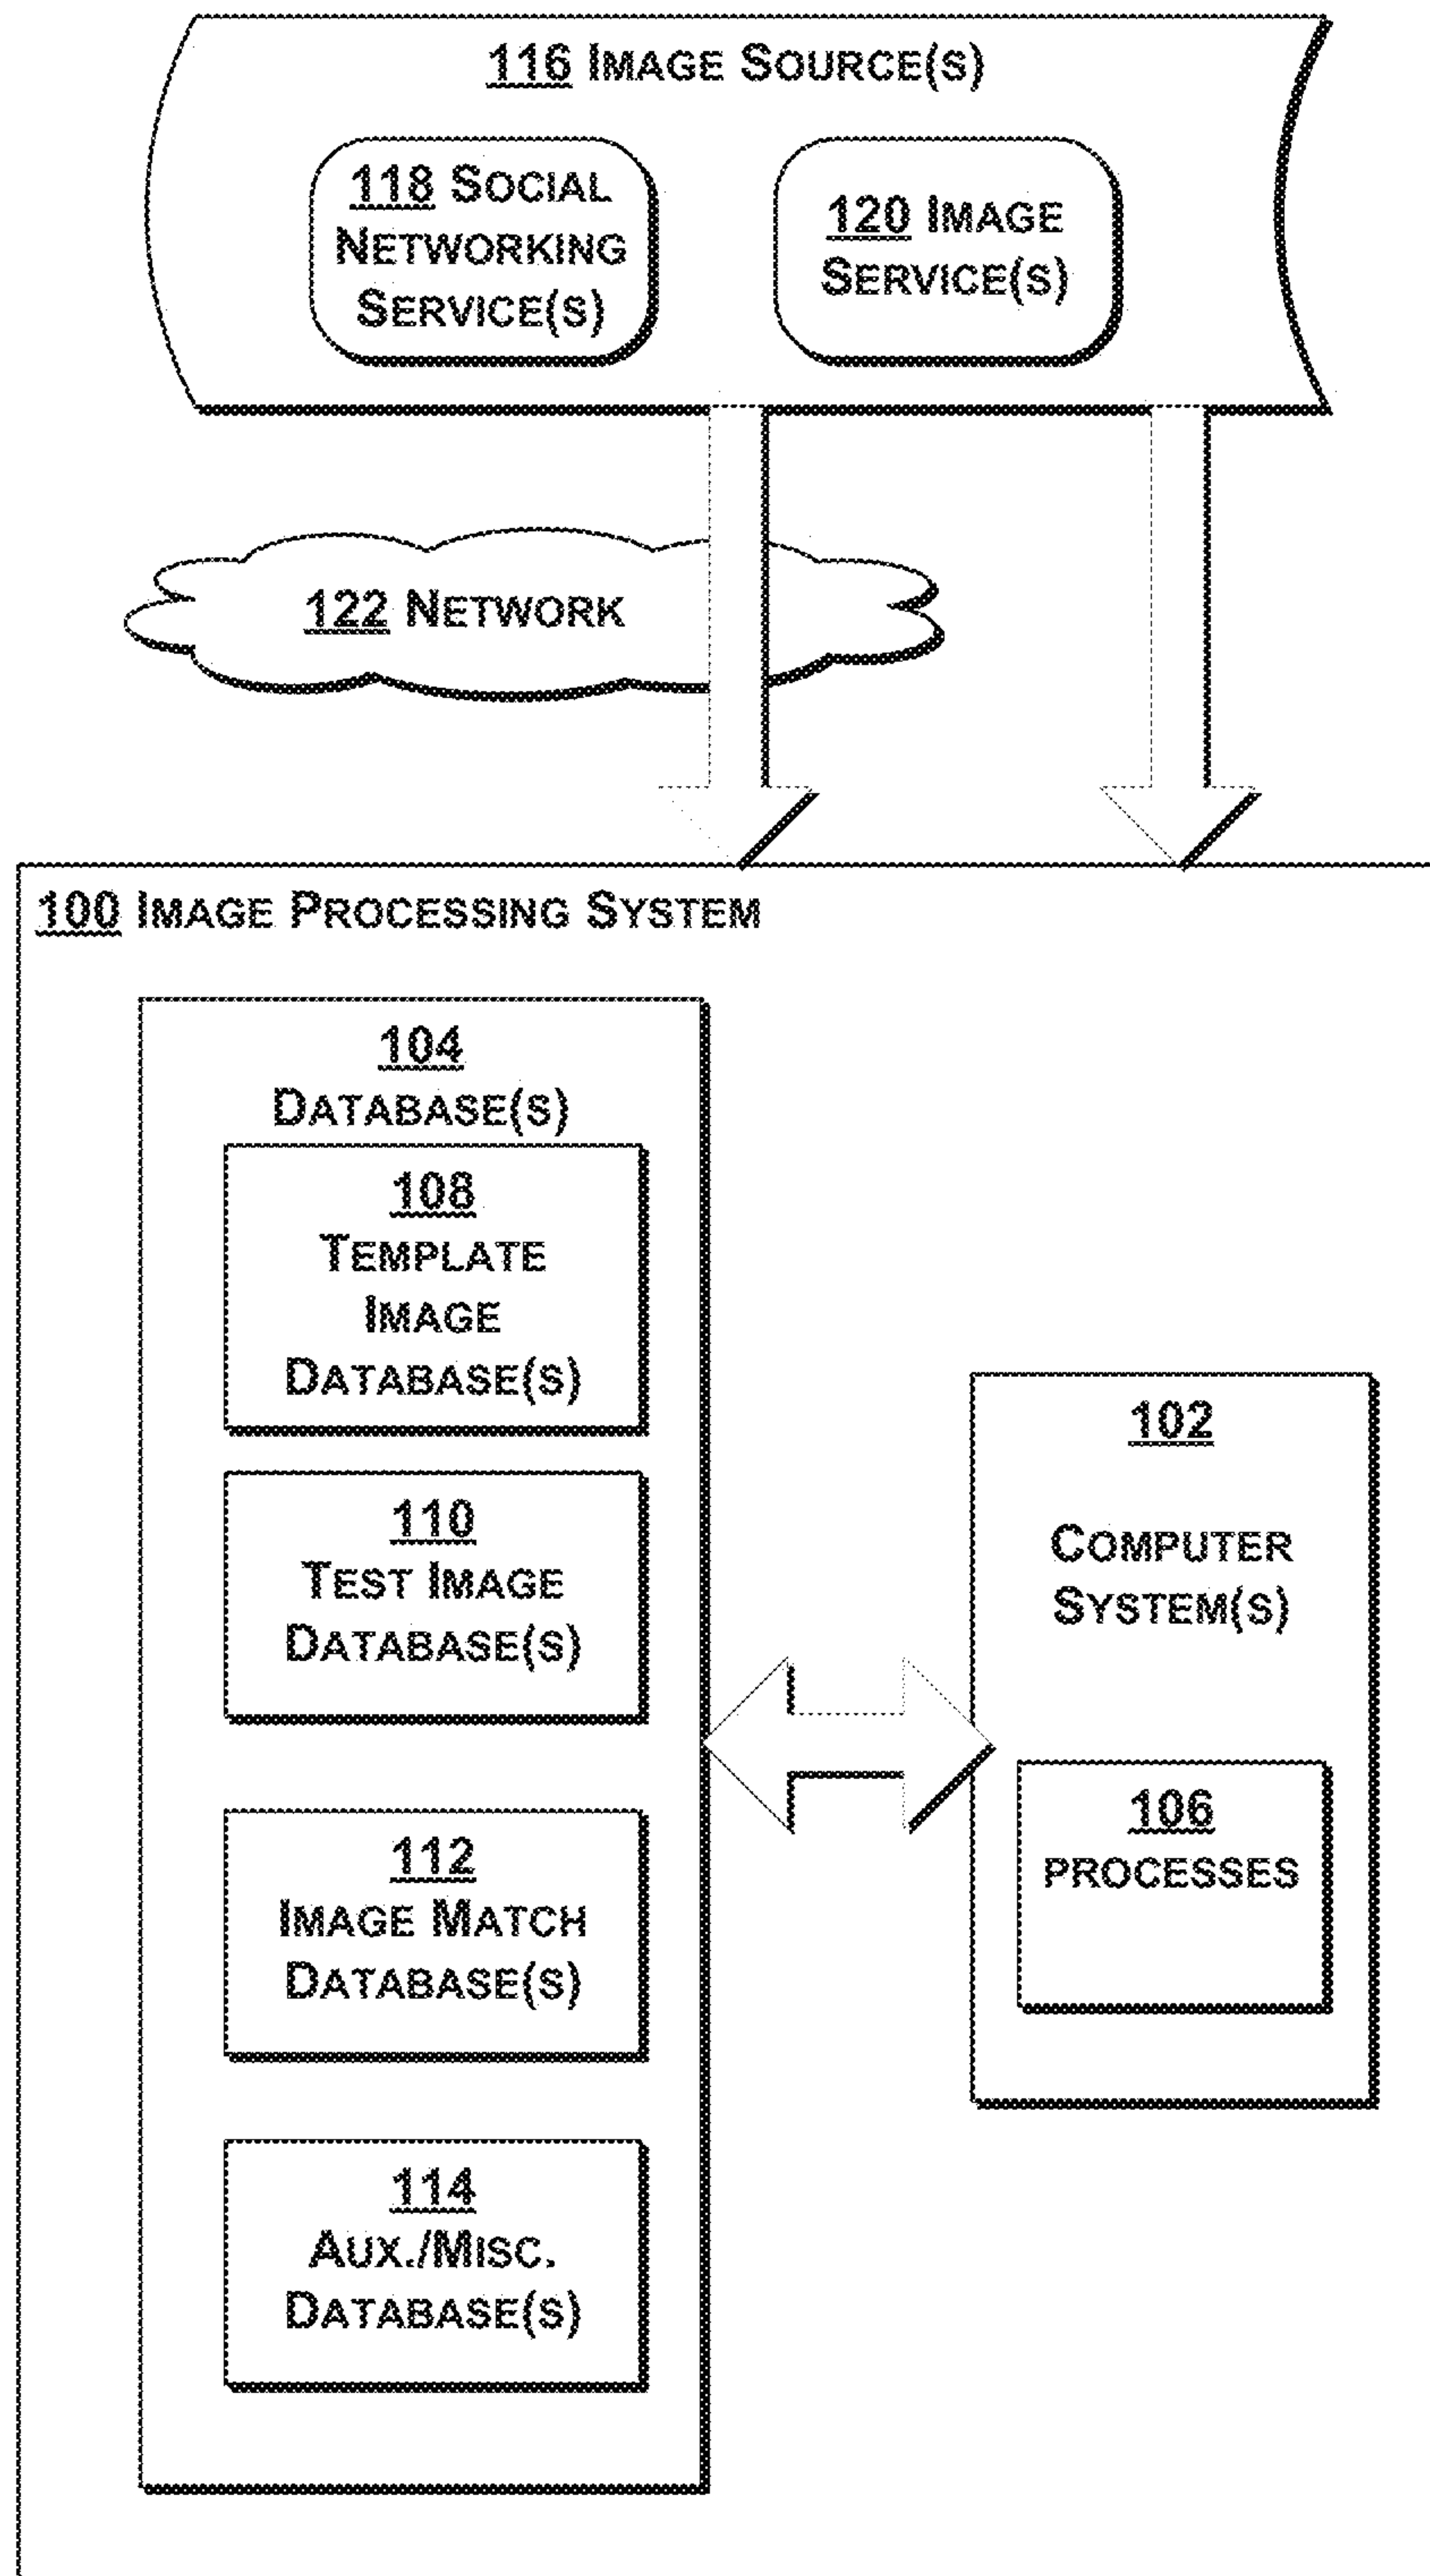 116 IMAGE SOURCE(S)
118 SOCIAL
NETWORKING
SERVICE(S)
120 IMAGE
SERVICE(S)
122 NETWORK
100 IMAGE PROCESSING SYSTEM
104
DATABASE(S)
108
TEMPLATE
IMAGE
DATABASE(S)
110
TEST IMAGE
DATABASE(S)
112
IMAGE MATCH
DATABASE(S)
114
AUX./MISC.
DATABASE(S)
102
COMPUTER
SYSTEM(S)
106
PROCESSES